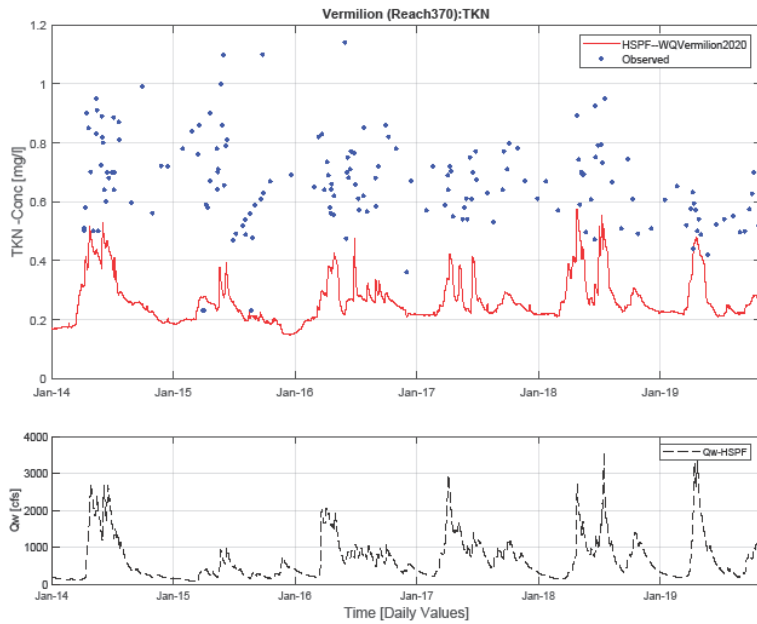 Vermilion (Reach370):TKN
1.2
1
0.8
0.6
0.4
0.2
0
TKN -Conc [mg/l]
HSPF--WQVermilion2020
Observed
Jan-14 Jan-15 Jan-16 Jan-17 Jan-18 Jan-19
4000
3000
2000
1000
0
Qw [cfs]
Qw-HSPF
Jan-14 Jan-15 Jan-16 Jan-17 Jan-18 Jan-19
Time [Daily Values]